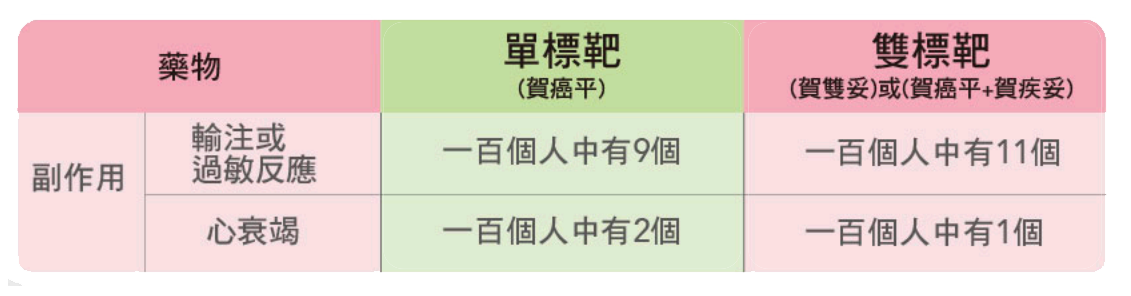 藥物
單標靶
(賀癌平)
雙標靶
(賀雙妥)或(賀癌平+賀疾妥)
副作用
輸注或
過敏反應
一百個人中有9個
一百個人中有11個
心衰竭
一百個人中有2個
一百個人中有1個